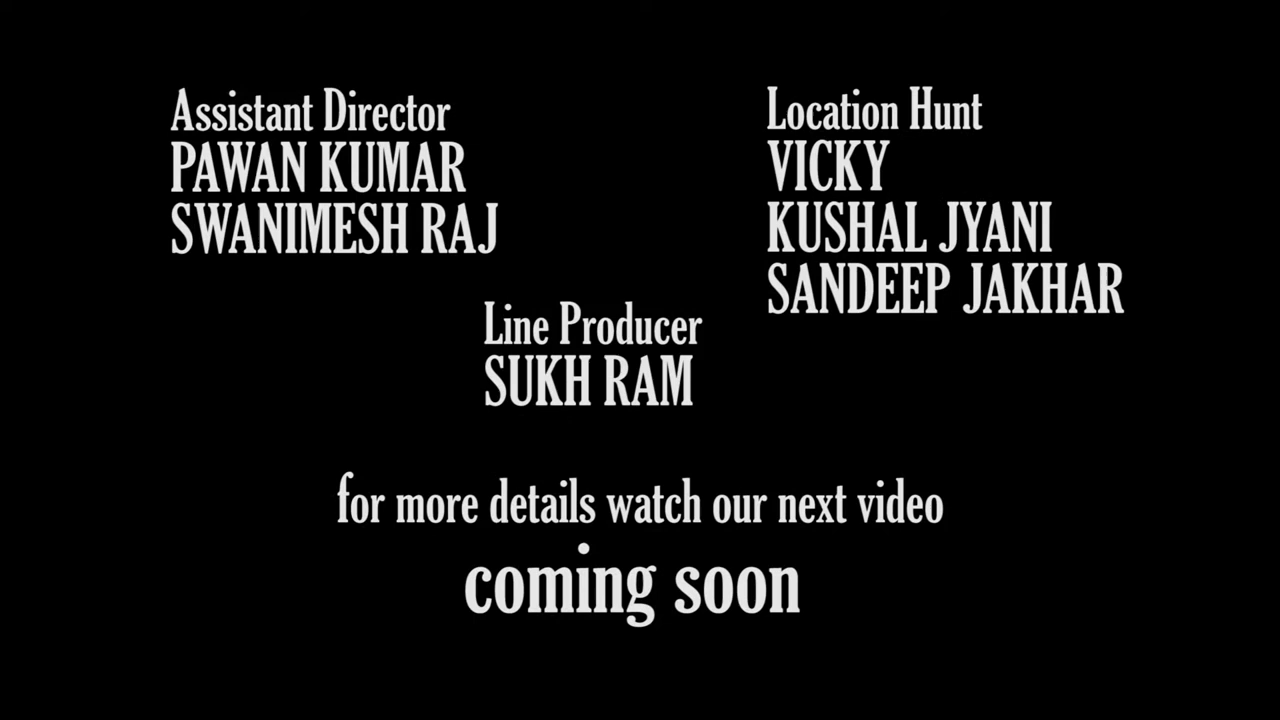 Assistant Director
PAWAN KUMAR
SWANIMESH RAJ
Location Hunt
VICKY
KUSHAL JYANI
SANDEEP JAKHAR
Line Producer
SUKH RAM
for more details watch our next video
coming soon